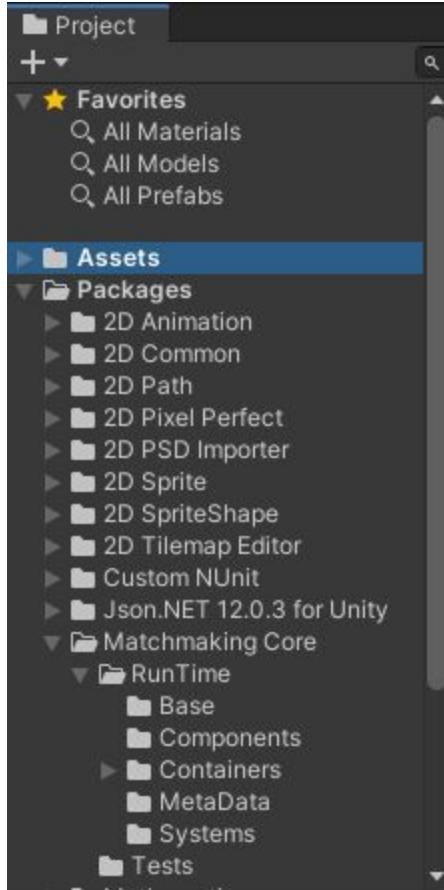 Project
Favorites
All Materials
All Models
All Prefabs
Assets
Packages
2D Animation
2D Common
2D Path
2D Pixel Perfect
2D PSD Importer
2D Sprite
2D SpriteShape
2D Tilemap Editor
Custom NUnit
Json.NET 12.0.3 for Unity
Matchmaking Core
RunTime
Base
Components
Containers
MetaData
Systems
Tests